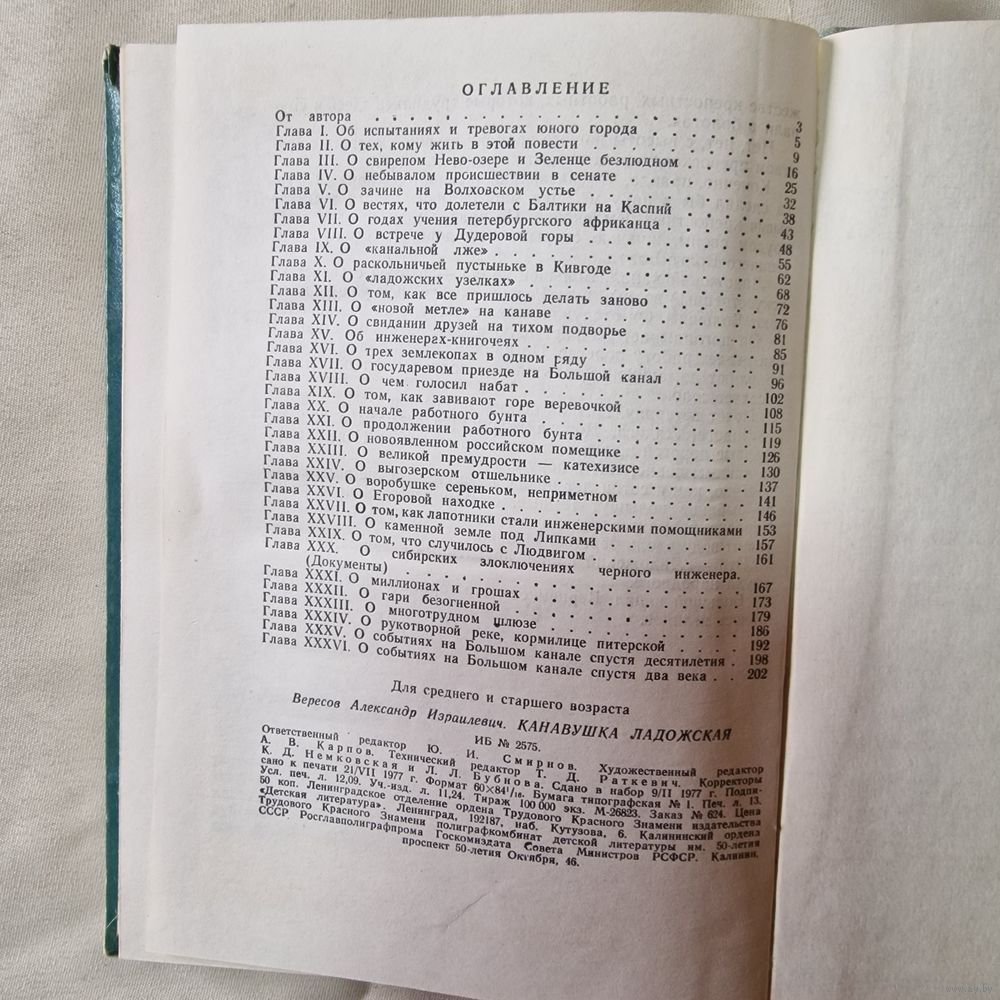 ОГЛАВЛЕНИЕ
От автора . . . . . . . . . . . . . . . . 3
Глава I. Об испытаниях и тревогах юного города . . . . . 5
Глава II. О тех, кому жить в этой повести . . . . . . . 9
Глава III. О свирепом Нево-озере и Зеленце безлюдном . . . . 16
Глава IV. О небывалом происшествии в сенате . . . . . . 25
Глава V. О зачине на Волховском устье . . . . . . . 32
Глава VI. О вестях, что долетели с Балтики на Каспий . . . . 38
Глава VII. О годах учения петербургского африканца . . . . . 43
Глава VIII. О встрече у Дудеровой горы . . . . . . . 48
Глава IX. О «канальной лже» . . . . . . . . . . 55
Глава X. О раскольничьей пустыньке в Кивгоде . . . . . . 62
Глава XI. О «ладожских узелках» . . . . . . . . . 68
Глава XII. О том, как все пришлось делать заново . . . . . 72
Глава XIII. О «новой метле» на канаве . . . . . . . 76
Глава XIV. О свидании друзей на тихом подворье . . . . . 81
Глава XV. Об инженерах-книгочеях . . . . . . . . . 85
Глава XVI. О трех землекопах в одном ряду . . . . . . 91
Глава XVII. О государевом приезде на Большой канал . . . . 96
Глава XVIII. О чем голосил набат . . . . . . . . . 102
Глава XIX. О том, как завивают горе веревочкой . . . . . 108
Глава XX. О начале работного бунта . . . . . . . . 115
Глава XXI. О продолжении работного бунта . . . . . . 119
Глава XXII. О новоявленном российском помещике . . . . . 126
Глава XXIII. О великой премудрости — катехизисе . . . . . 130
Глава XXIV. О выгозерском отшельнике . . . . . . . 137
Глава XXV. О воробушке сереньком, неприметном . . . . . 141
Глава XXVI. О Егоровой находке . . . . . . . . . 146
Глава XXVII. О том, как лапотники стали инженерскими помощниками 153
Глава XXVIII. О каменной земле под Липками . . . . . . 157
Глава XXIX. О том, что случилось с Людвигом . . . . . . 161
Глава XXX. О сибирских злоключениях черного инженера.
(Документы) . . . . . . . . . . . . . . 167
Глава XXXI. О миллионах и грошах . . . . . . . . 173
Глава XXXII. О гари безогненной . . . . . . . . . 179
Глава XXXIII. О многотрудном шлюзе . . . . . . . . 186
Глава XXXIV. О рукотворной реке, кормилице питерской . . . . 192
Глава XXXV. О событиях на Большом канале спустя десятилетия . 198
Глава XXXVI. О событиях на Большом канале спустя два века . . 202
Для среднего и старшего возраста
Вересов Александр Израилевич. КАНАВУШКА ЛАДОЖСКАЯ
ИБ № 2575.
Ответственный редактор Ю. И. Смирнов. Художественный редактор
А. В. Карпов. Технический редактор Т. Д. Раткевич. Корректоры
К. Д. Немковская и Л. Л. Бубнова. Сдано в набор 9/II 1977 г. Подпи-
сано к печати 21/VII 1977 г. Формат 60×84¹/₁₆. Бумага типографская № 1. Печ. л. 13.
Усл. печ. л. 12,09. Уч.-изд. л. 11,24. Тираж 100 000 экз. М-26823. Заказ № 624. Цена
50 коп. Ленинградское отделение ордена Трудового Красного Знамени издательства
«Детская литература». Ленинград, 192187, наб. Кутузова, 6. Калининский ордена
Трудового Красного Знамени полиграфкомбинат детской литературы им. 50-летия
СССР Росглавполиграфпрома Госкомиздата Совета Министров РСФСР. Калинин,
проспект 50-летия Октября, 46.
www.ay.by